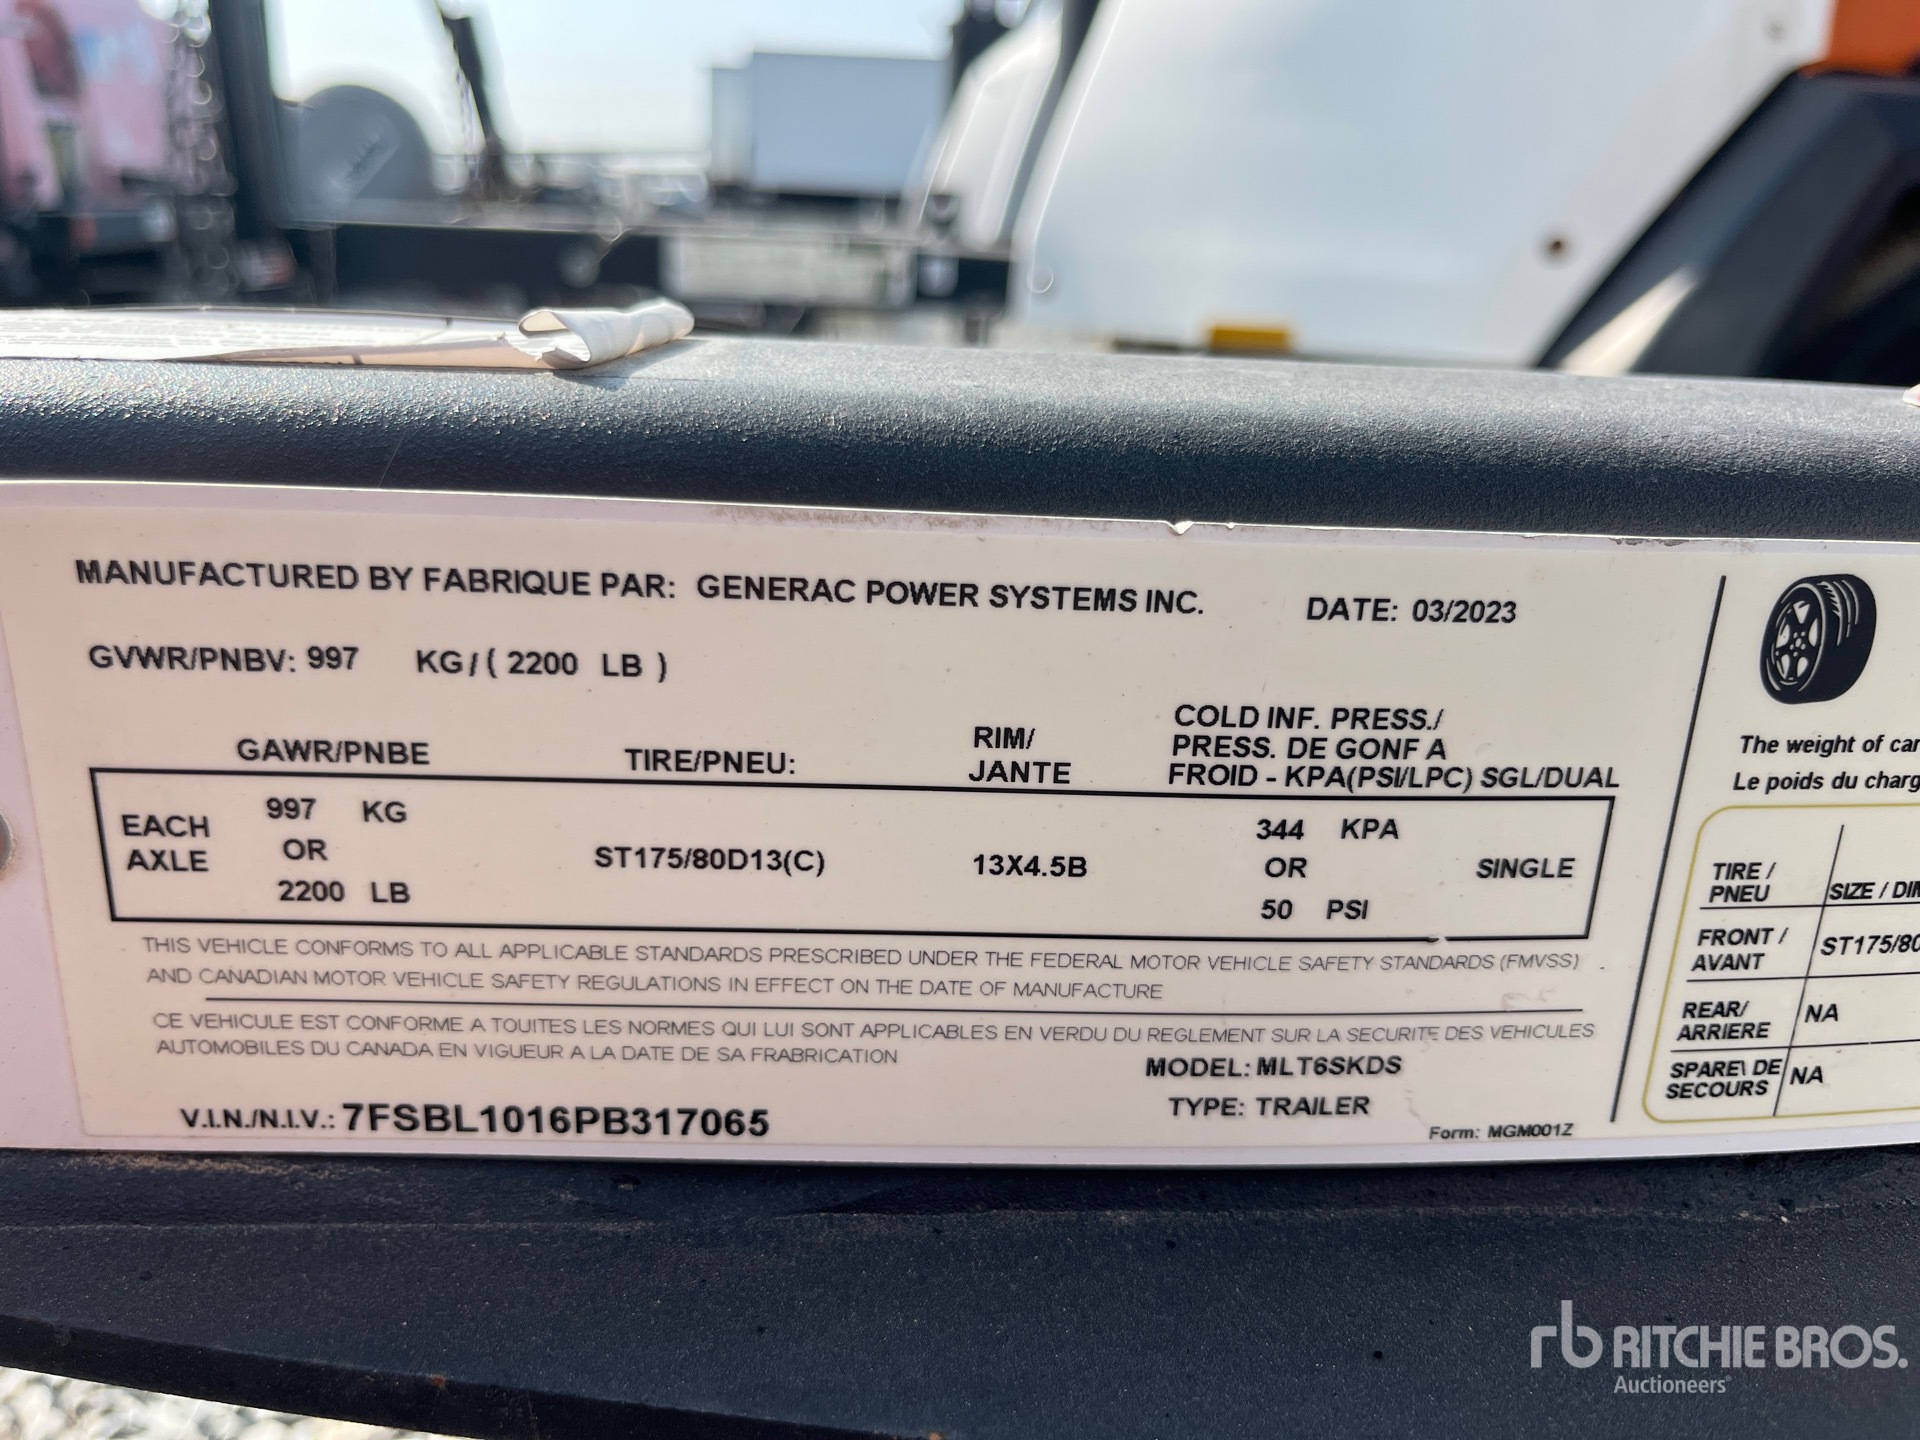 MANUFACTURED BY FABRIQUE PAR: GENERAC POWER SYSTEMS INC. DATE: 03/2023
GVWR/PNBV: 997 KG / ( 2200 LB )
GAWR/PNBE TIRE/PNEU: RIM/ JANTE
COLD INF. PRESS./
PRESS. DE GONF A
FROID - KPA(PSI/LPC) SGL/DUAL
EACH AXLE
997 KG
OR
2200 LB
ST175/80D13(C)
13X4.5B
344 KPA
OR
50 PSI
SINGLE
THIS VEHICLE CONFORMS TO ALL APPLICABLE STANDARDS PRESCRIBED UNDER THE FEDERAL MOTOR VEHICLE SAFETY STANDARDS (FMVSS)
AND CANADIAN MOTOR VEHICLE SAFETY REGULATIONS IN EFFECT ON THE DATE OF MANUFACTURE
CE VEHICULE EST CONFORME A TOUITES LES NORMES QUI LUI SONT APPLICABLES EN VERDU DU REGLEMENT SUR LA SECURITE DES VEHICULES
AUTOMOBILES DU CANADA EN VIGUEUR A LA DATE DE SA FRABRICATION
MODEL: MLT6SKDS
V.I.N./N.I.V.: 7FSBL1016PB317065
TYPE: TRAILER
Form: MGM001Z
The weight of car
Le poids du charg
TIRE / PNEU SIZE / DIM
FRONT / AVANT ST175/80
REAR/ ARRIERE NA
SPARE\ DE SECOURS NA
rb RITCHIE BROS.
Auctioneers